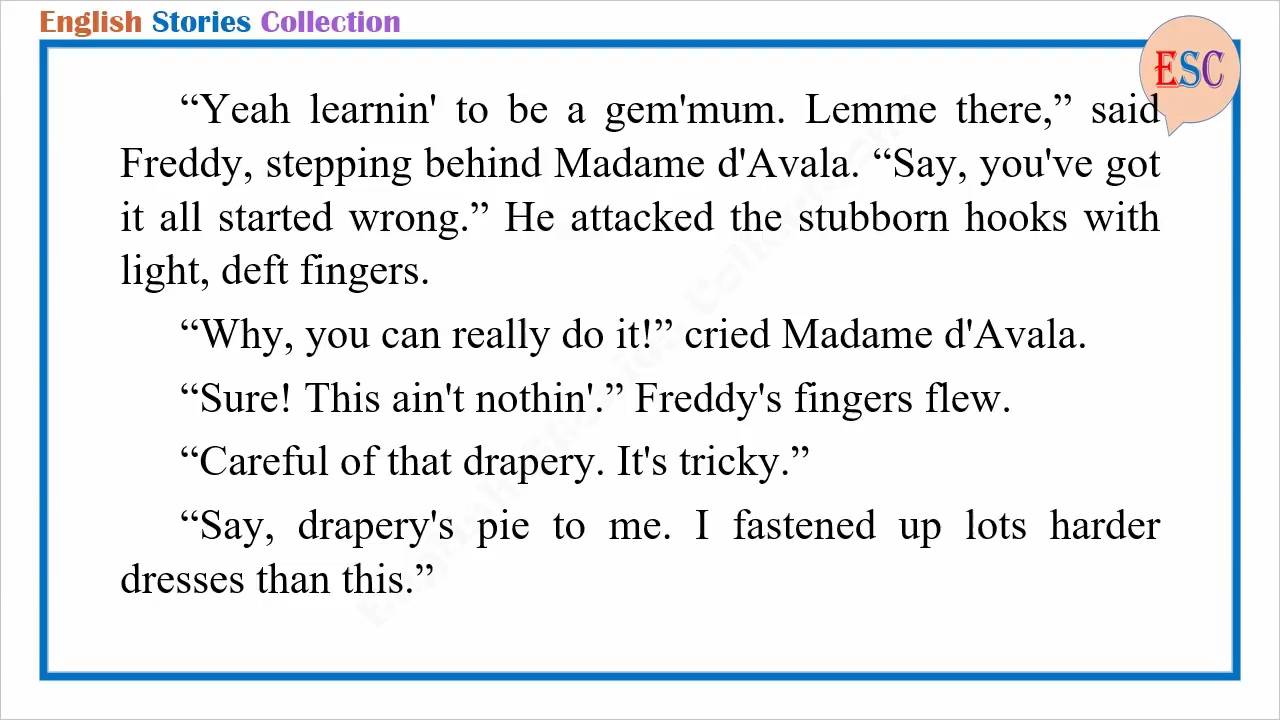 English Stories Collection
ESC
“Yeah learnin' to be a gem'mum. Lemme there,” said
Freddy, stepping behind Madame d'Avala. “Say, you've got
it all started wrong.” He attacked the stubborn hooks with
light, deft fingers.
“Why, you can really do it!” cried Madame d'Avala.
“Sure! This ain't nothin'.” Freddy's fingers flew.
“Careful of that drapery. It's tricky.”
“Say, drapery's pie to me. I fastened up lots harder
dresses than this.”